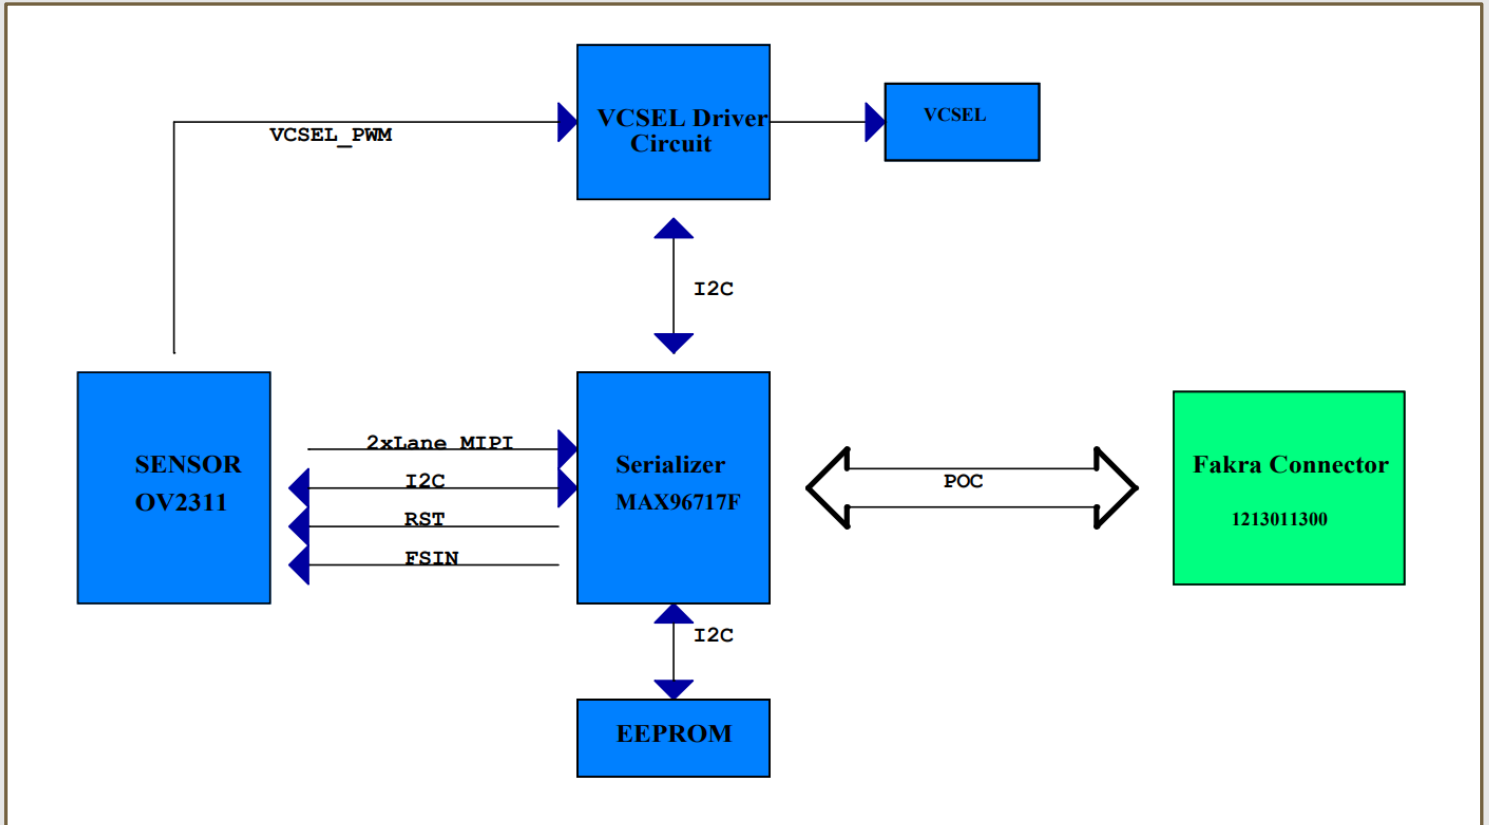 VCSEL Driver
Circuit
VCSEL
VCSEL_PWM
I2C
SENSOR
OV2311
2xLane MIPI
I2C
RST
FSIN
Serializer
MAX96717F
POC
Fakra Connector
1213011300
I2C
EEPROM